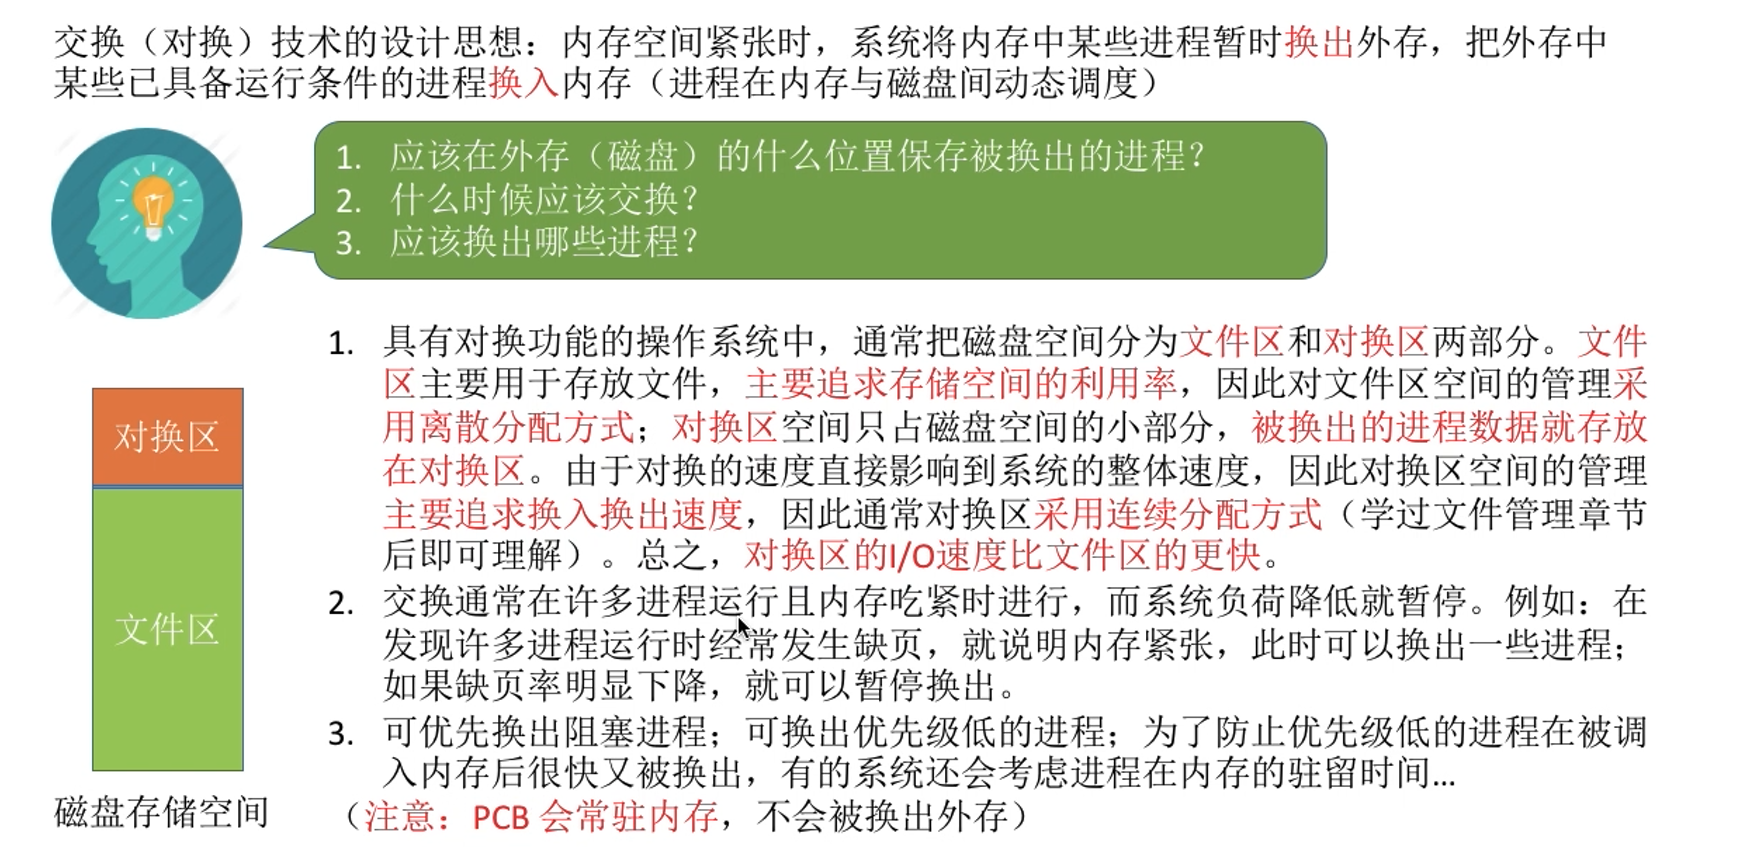 交换（对换）技术的设计思想：内存空间紧张时，系统将内存中某些进程暂时换出外存，把外存中
某些已具备运行条件的进程换入内存（进程在内存与磁盘间动态调度）
1. 应该在外存（磁盘）的什么位置保存被换出的进程？
2. 什么时候应该交换？
3. 应该换出哪些进程？
1. 具有对换功能的操作系统中，通常把磁盘空间分为文件区和对换区两部分。文件
区主要用于存放文件，主要追求存储空间的利用率，因此对文件区空间的管理采
用离散分配方式；对换区空间只占磁盘空间的小部分，被换出的进程数据就存放
在对换区。由于对换的速度直接影响到系统的整体速度，因此对换区空间的管理
主要追求换入换出速度，因此通常对换区采用连续分配方式（学过文件管理章节
后即可理解）。总之，对换区的I/O速度比文件区的更快。
2. 交换通常在许多进程运行且内存吃紧时进行，而系统负荷降低就暂停。例如：在
发现许多进程运行时经常发生缺页，就说明内存紧张，此时可以换出一些进程；
如果缺页率明显下降，就可以暂停换出。
3. 可优先换出阻塞进程；可换出优先级低的进程；为了防止优先级低的进程在被调
入内存后很快又被换出，有的系统还会考虑进程在内存的驻留时间…
（注意：PCB 会常驻内存，不会被换出外存）
对换区
文件区
磁盘存储空间